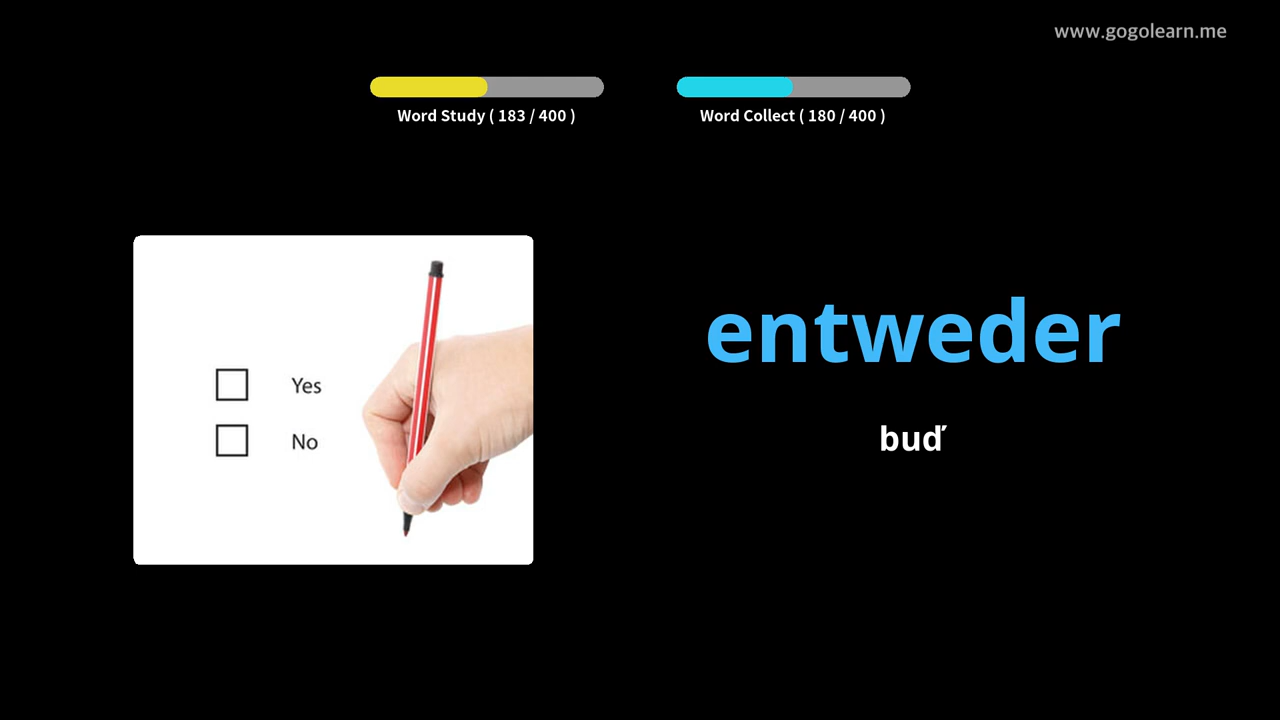 www.gogolearn.me
Word Study ( 183 / 400 )
Word Collect ( 180 / 400 )
Yes
No
entweder
buď